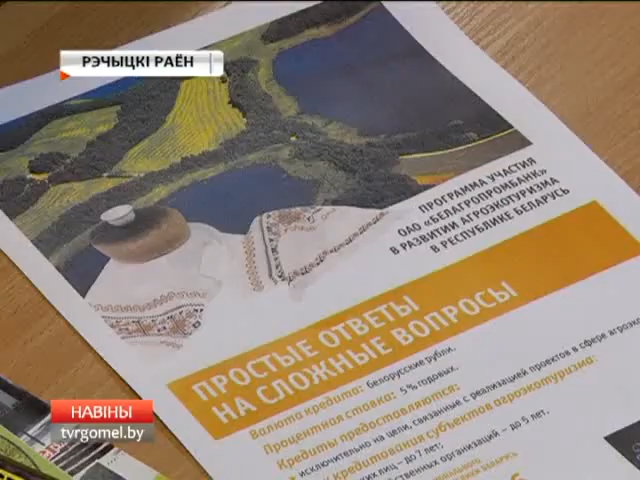 РЭЧЫЦКІ РАЁН
ПРОГРАММА УЧАСТИЯ
ОАО «БЕЛАГРОПРОМБАНК»
В РАЗВИТИИ АГРОЭКОТУРИЗМА
В РЕСПУБЛИКЕ БЕЛАРУСЬ
ПРОСТЫЕ ОТВЕТЫ
НА СЛОЖНЫЕ ВОПРОСЫ
Валюта кредита: белорусские рубли.
Процентная ставка: 5 % годовых.
Кредиты предоставляются:
исключительно на цели, связанные с реализацией проектов в сфере
кредитования субъектов агроэкотуризма:
лиц – до 7 лет;
организаций – до 5 лет.
НАВІНЫ
tvrgomel.by